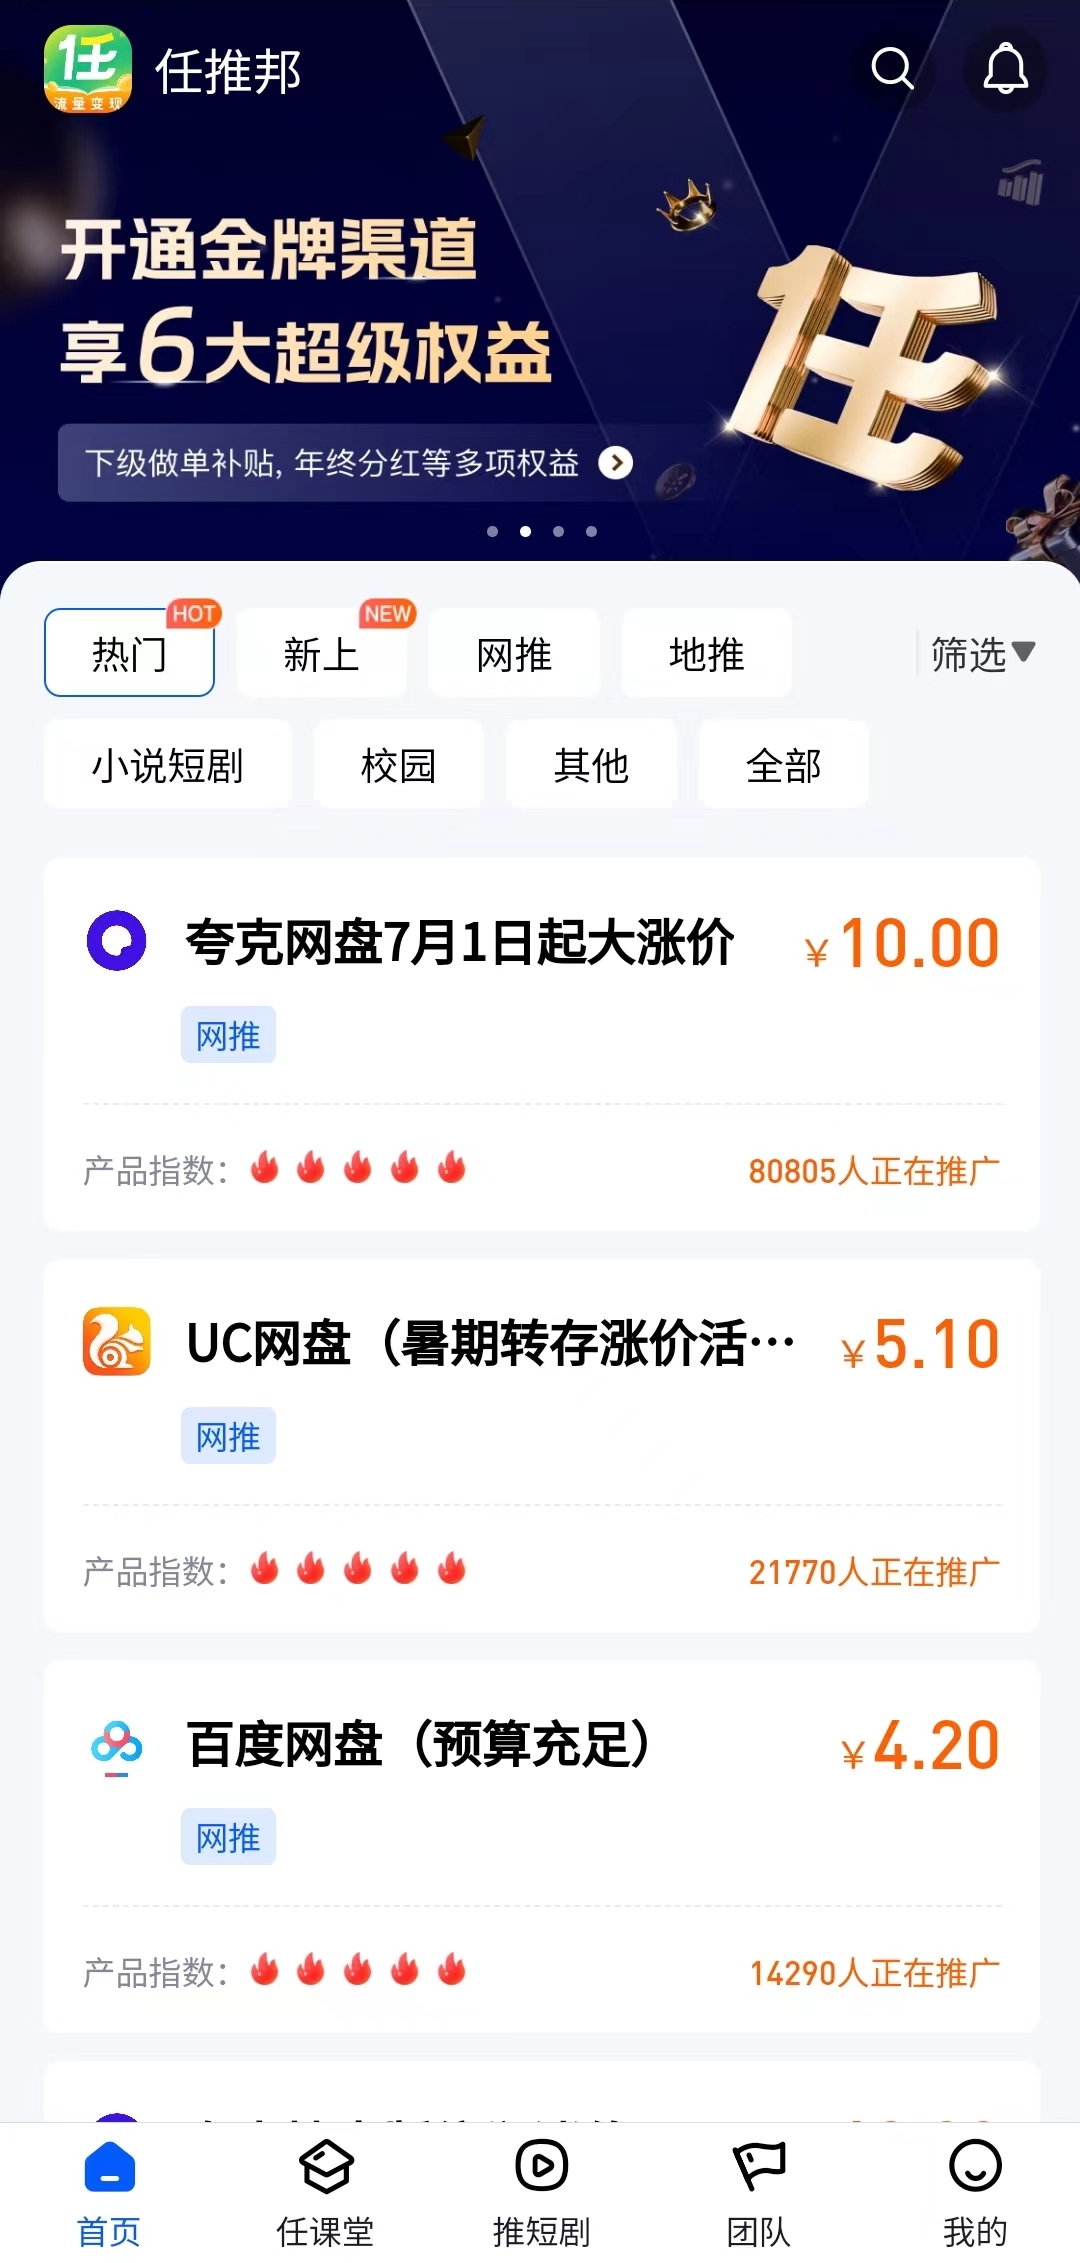 任
流量变现
任推邦
开通金牌渠道
享6大超级权益
任
下级做单补贴, 年终分红等多项权益
热门 HOT
新上 NEW
网推
地推
筛选▼
小说短剧
校园
其他
全部
夸克网盘7月1日起大涨价 ¥10.00
网推
产品指数： 80805人正在推广
UC网盘（暑期转存涨价活… ¥5.10
网推
产品指数： 21770人正在推广
百度网盘（预算充足） ¥4.20
网推
产品指数： 14290人正在推广
首页
任课堂
推短剧
团队
我的